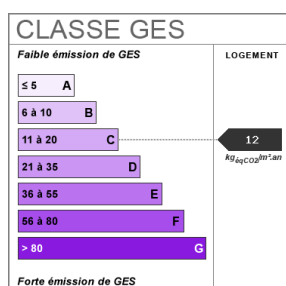 CLASSE GES
Faible émission de GES
LOGEMENT
≤ 5 A
6 à 10 B
11 à 20 C
12
kgéqCO2/m².an
21 à 35 D
36 à 55 E
56 à 80 F
> 80 G
Forte émission de GES